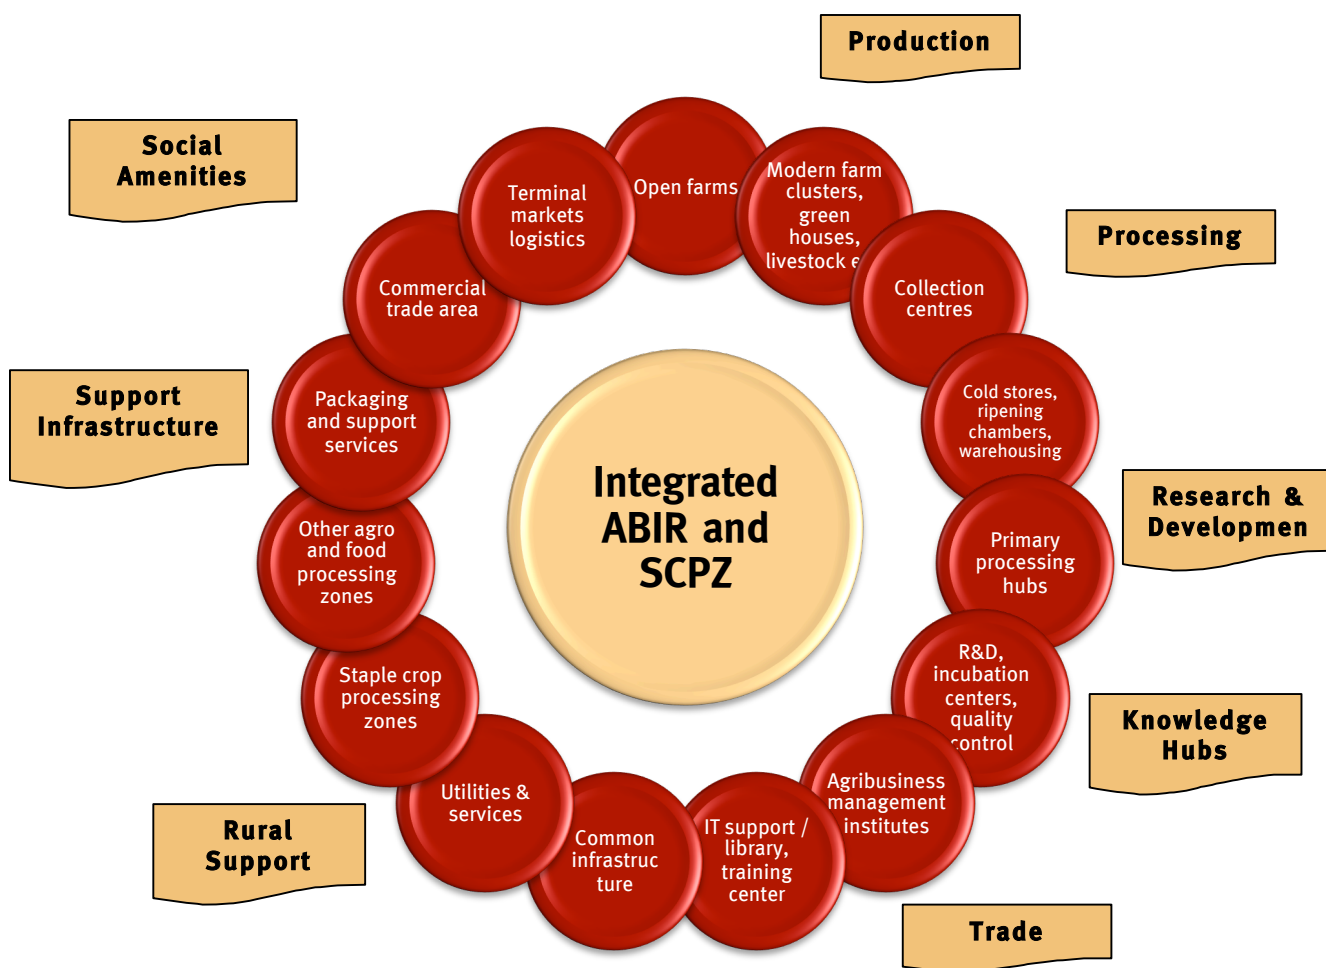 Production
Social
Amenities
Processing
Support
Infrastructure
Research &
Developmen
Knowledge
Hubs
Rural
Support
Trade
Integrated
ABIR and
SCPZ
Open farms
Modern farm
clusters,
green
houses,
livestock e
Collection
centres
Cold stores,
ripening
chambers,
warehousing
Primary
processing
hubs
R&D,
incubation
centers,
quality
control
Agribusiness
management
institutes
IT support /
library,
training
center
Common
infrastruc
ture
Utilities &
services
Staple crop
processing
zones
Other agro
and food
processing
zones
Packaging
and support
services
Commercial
trade area
Terminal
markets
logistics